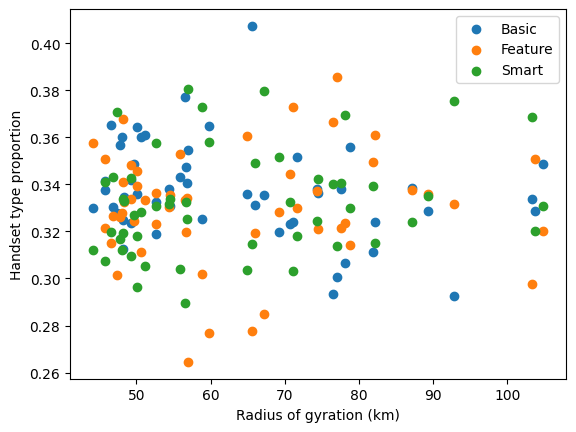 Basic
Feature
Smart
0.40
0.38
0.36
0.34
0.32
0.30
0.28
0.26
Handset type proportion
50
60
70
80
90
100
Radius of gyration (km)